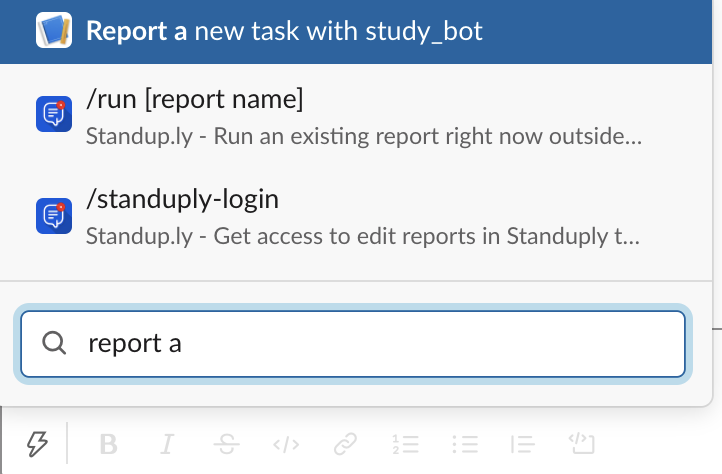 Report a new task with study_bot
/run [report name]
Standup.ly - Run an existing report right now outside...
/standuply-login
Standup.ly - Get access to edit reports in Standuply t...
report a
B I S </>